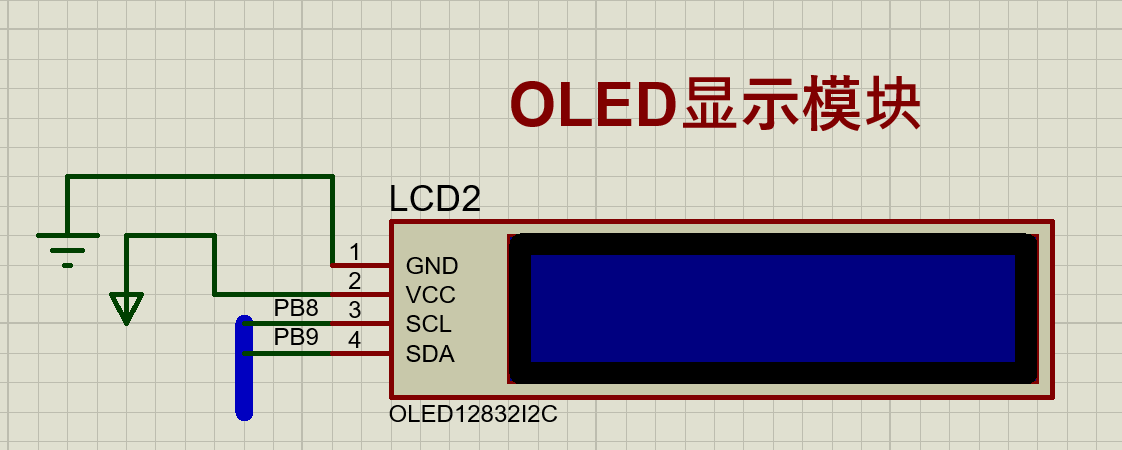 OLED显示模块
LCD2
1 GND
2 VCC
PB8 3 SCL
PB9 4 SDA
OLED12832I2C